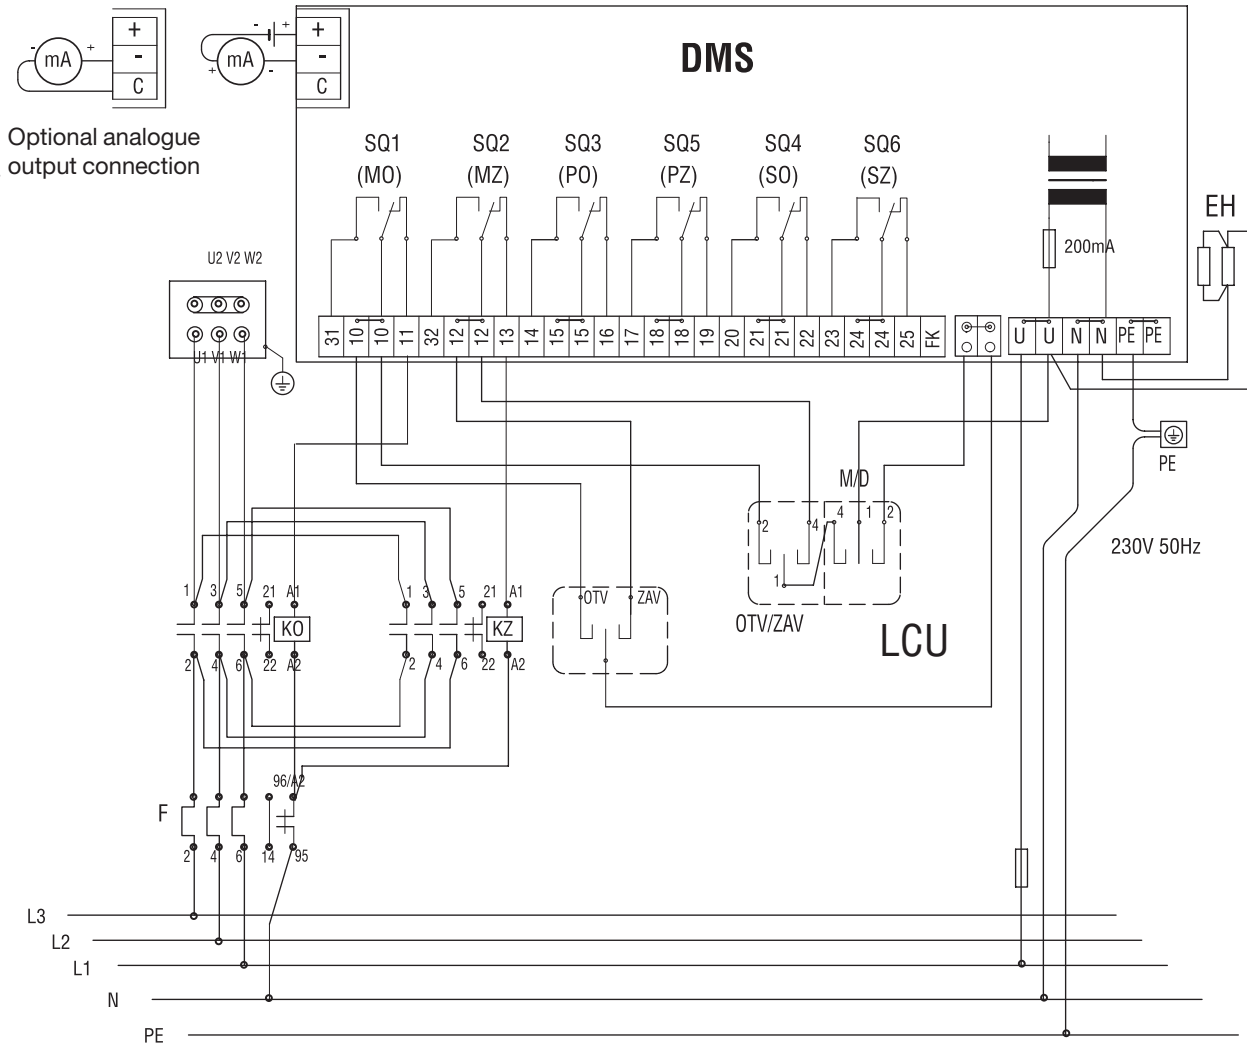 +
-
C
- mA +
+
-
C
- +
mA
+ -
Optional analogue
output connection
DMS
SQ1 SQ2 SQ3 SQ5 SQ4 SQ6
(MO) (MZ) (PO) (PZ) (SO) (SZ)
200mA
EH
U2 V2 W2
U1 V1 W1
31 10 10 11 32 12 12 13 14 15 15 16 17 18 18 19 20 21 21 22 23 24 24 25 FK
U U N N PE PE
PE
230V 50Hz
M/D
2 4 4 1 2
1
OTV/ZAV
LCU
OTV ZAV
1 3 5 21 A1
KO
2 4 6 22 A2
1 3 5 21 A1
KZ
2 4 6 22 A2
96/A2
F
2 4 6 14 95
L3
L2
L1
N
PE